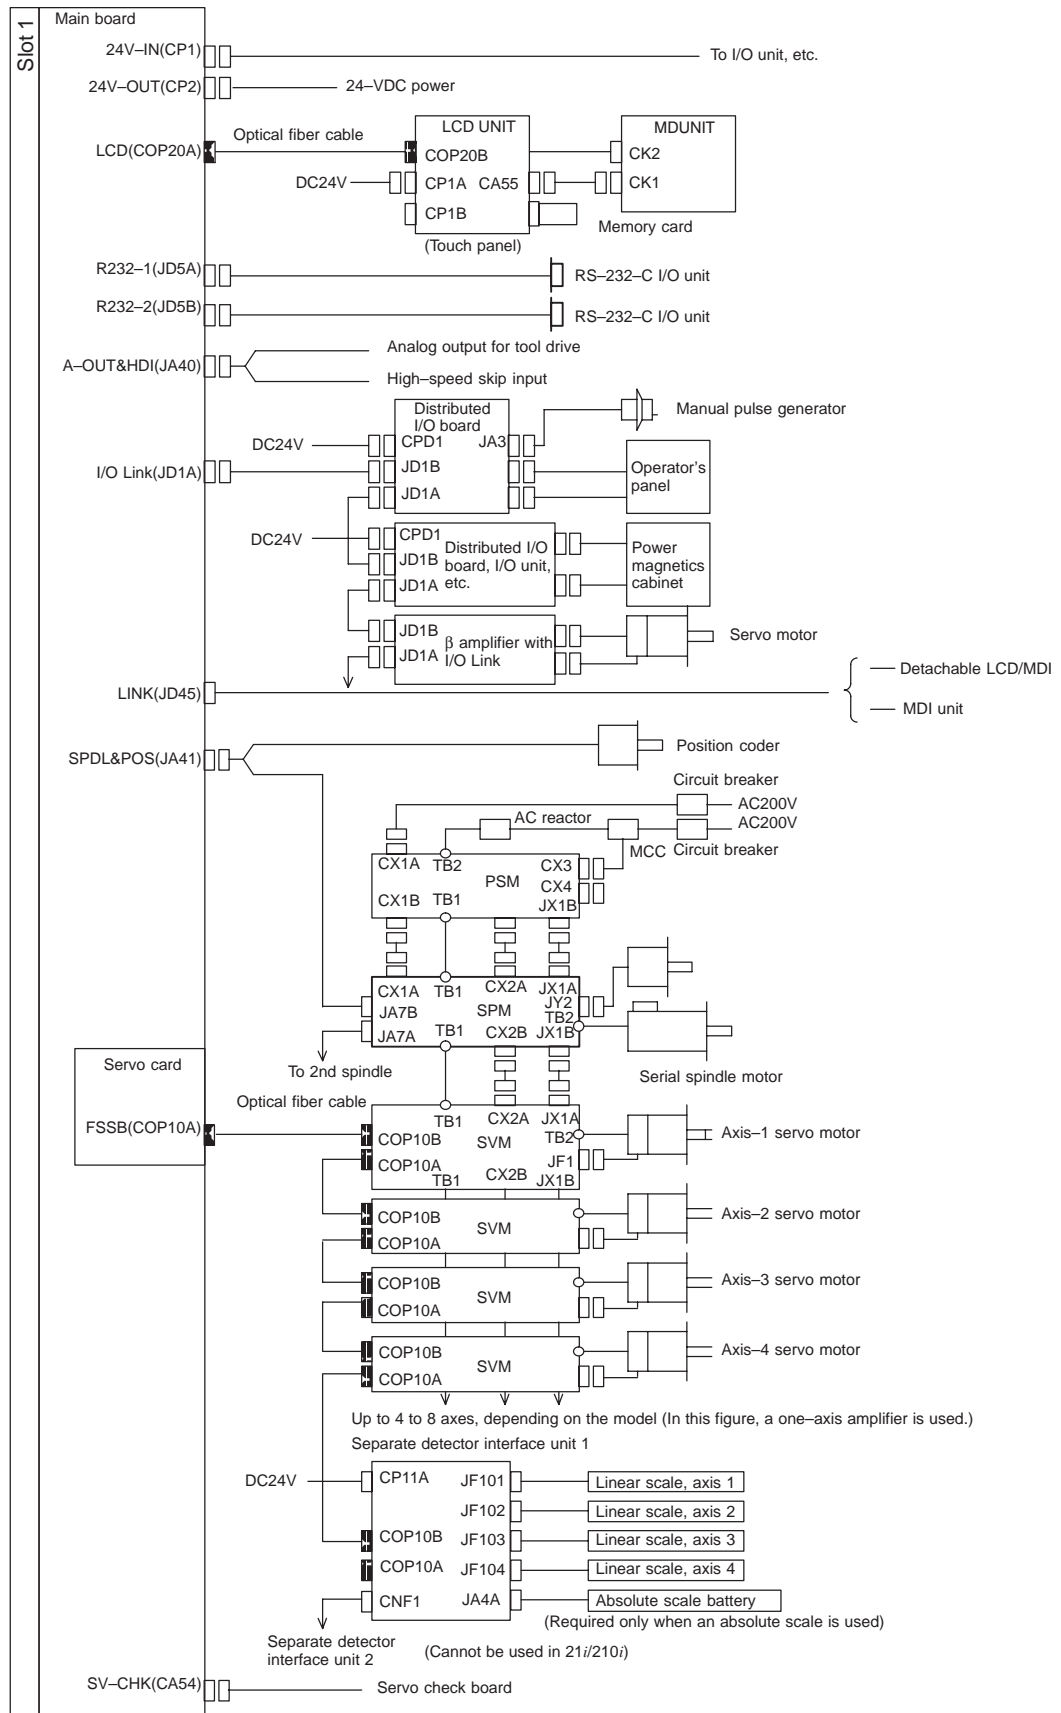 Slot 1
Main board
24V–IN(CP1)
To I/O unit, etc.
24V–OUT(CP2)
24–VDC power
LCD(COP20A)
Optical fiber cable
LCD UNIT
COP20B
MDUNIT
CK2
DC24V
CP1A CA55
CK1
CP1B
Memory card
(Touch panel)
R232–1(JD5A)
RS–232–C I/O unit
R232–2(JD5B)
RS–232–C I/O unit
A–OUT&HDI(JA40)
Analog output for tool drive
High–speed skip input
Distributed
I/O board
Manual pulse generator
DC24V
CPD1 JA3
I/O Link(JD1A)
JD1B
JD1A
Operator's
panel
DC24V
CPD1
JD1B
JD1A
Distributed I/O
board, I/O unit,
etc.
Power
magnetics
cabinet
JD1B
JD1A
β amplifier with
I/O Link
Servo motor
LINK(JD45)
Detachable LCD/MDI
MDI unit
SPDL&POS(JA41)
Position coder
Circuit breaker
AC200V
AC reactor
AC200V
MCC
Circuit breaker
CX1A TB2 CX3
PSM
CX4
CX1B TB1
JX1B
CX1A TB1 CX2A JX1A
JY2
JA7B
SPM
TB2
JA7A TB1 CX2B JX1B
To 2nd spindle
Serial spindle motor
Servo card
FSSB(COP10A)
Optical fiber cable
TB1 CX2A JX1A
COP10B SVM TB2
Axis–1 servo motor
COP10A JF1
TB1 CX2B JX1B
COP10B
COP10A
SVM
Axis–2 servo motor
COP10B
COP10A
SVM
Axis–3 servo motor
COP10B
COP10A
SVM
Axis–4 servo motor
Up to 4 to 8 axes, depending on the model (In this figure, a one–axis amplifier is used.)
Separate detector interface unit 1
DC24V
CP11A JF101
Linear scale, axis 1
JF102
Linear scale, axis 2
COP10B JF103
Linear scale, axis 3
COP10A JF104
Linear scale, axis 4
CNF1 JA4A
Absolute scale battery
(Required only when an absolute scale is used)
Separate detector
interface unit 2
(Cannot be used in 21i/210i)
SV–CHK(CA54)
Servo check board